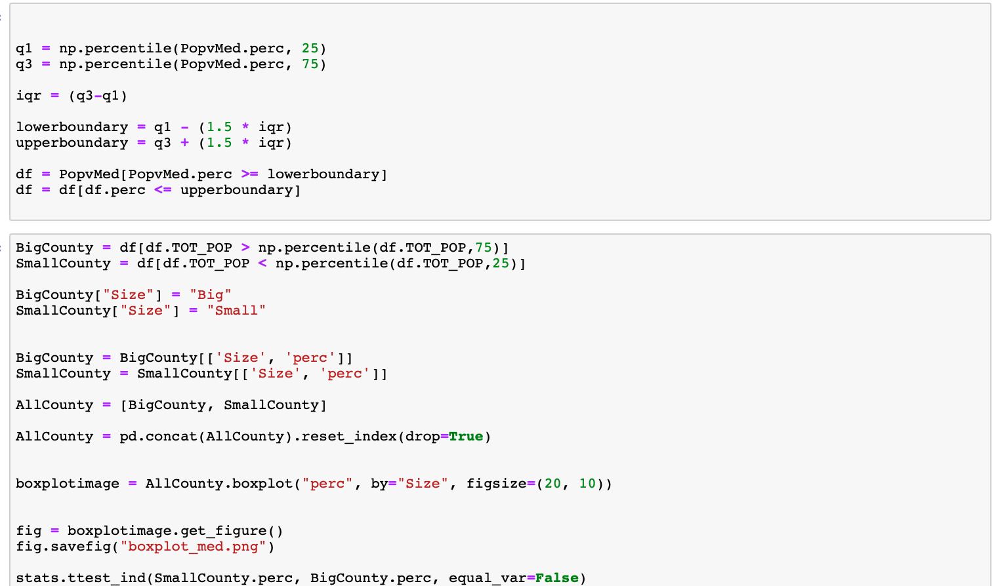 q1 = np.percentile(PopvMed.perc, 25)
q3 = np.percentile(PopvMed.perc, 75)
iqr = (q3-q1)
lowerboundary = q1 - (1.5 * iqr)
upperboundary = q3 + (1.5 * iqr)
df = PopvMed[PopvMed.perc >= lowerboundary]
df = df[df.perc <= upperboundary]
BigCounty = df[df.TOT_POP > np.percentile(df.TOT_POP,75)]
SmallCounty = df[df.TOT_POP < np.percentile(df.TOT_POP,25)]
BigCounty["Size"] = "Big"
SmallCounty["Size"] = "Small"
BigCounty = BigCounty[['Size', 'perc']]
SmallCounty = SmallCounty[['Size', 'perc']]
AllCounty = [BigCounty, SmallCounty]
AllCounty = pd.concat(AllCounty).reset_index(drop=True)
boxplotimage = AllCounty.boxplot("perc", by="Size", figsize=(20, 10))
fig = boxplotimage.get_figure()
fig.savefig("boxplot_med.png")
stats.ttest_ind(SmallCounty.perc, BigCounty.perc, equal_var=False)